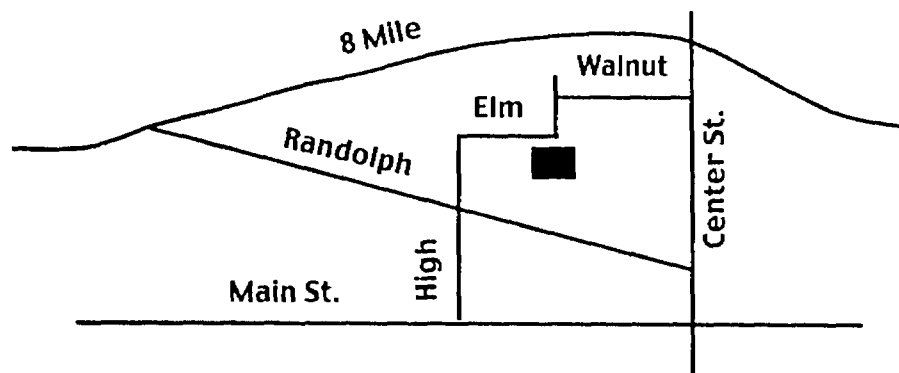 8 Mile
Walnut
Elm
Randolph
Center St.
High
Main St.